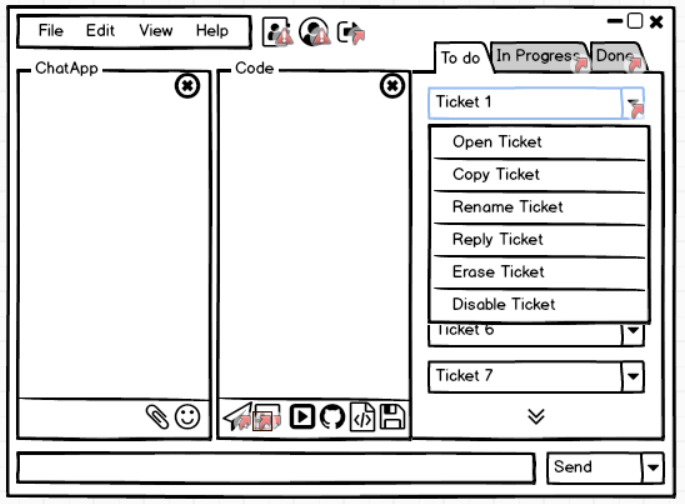 File Edit View Help
To do In Progress Done
ChatApp
Code
Ticket 1
Open Ticket
Copy Ticket
Rename Ticket
Reply Ticket
Erase Ticket
Disable Ticket
Ticket 6
Ticket 7
Send